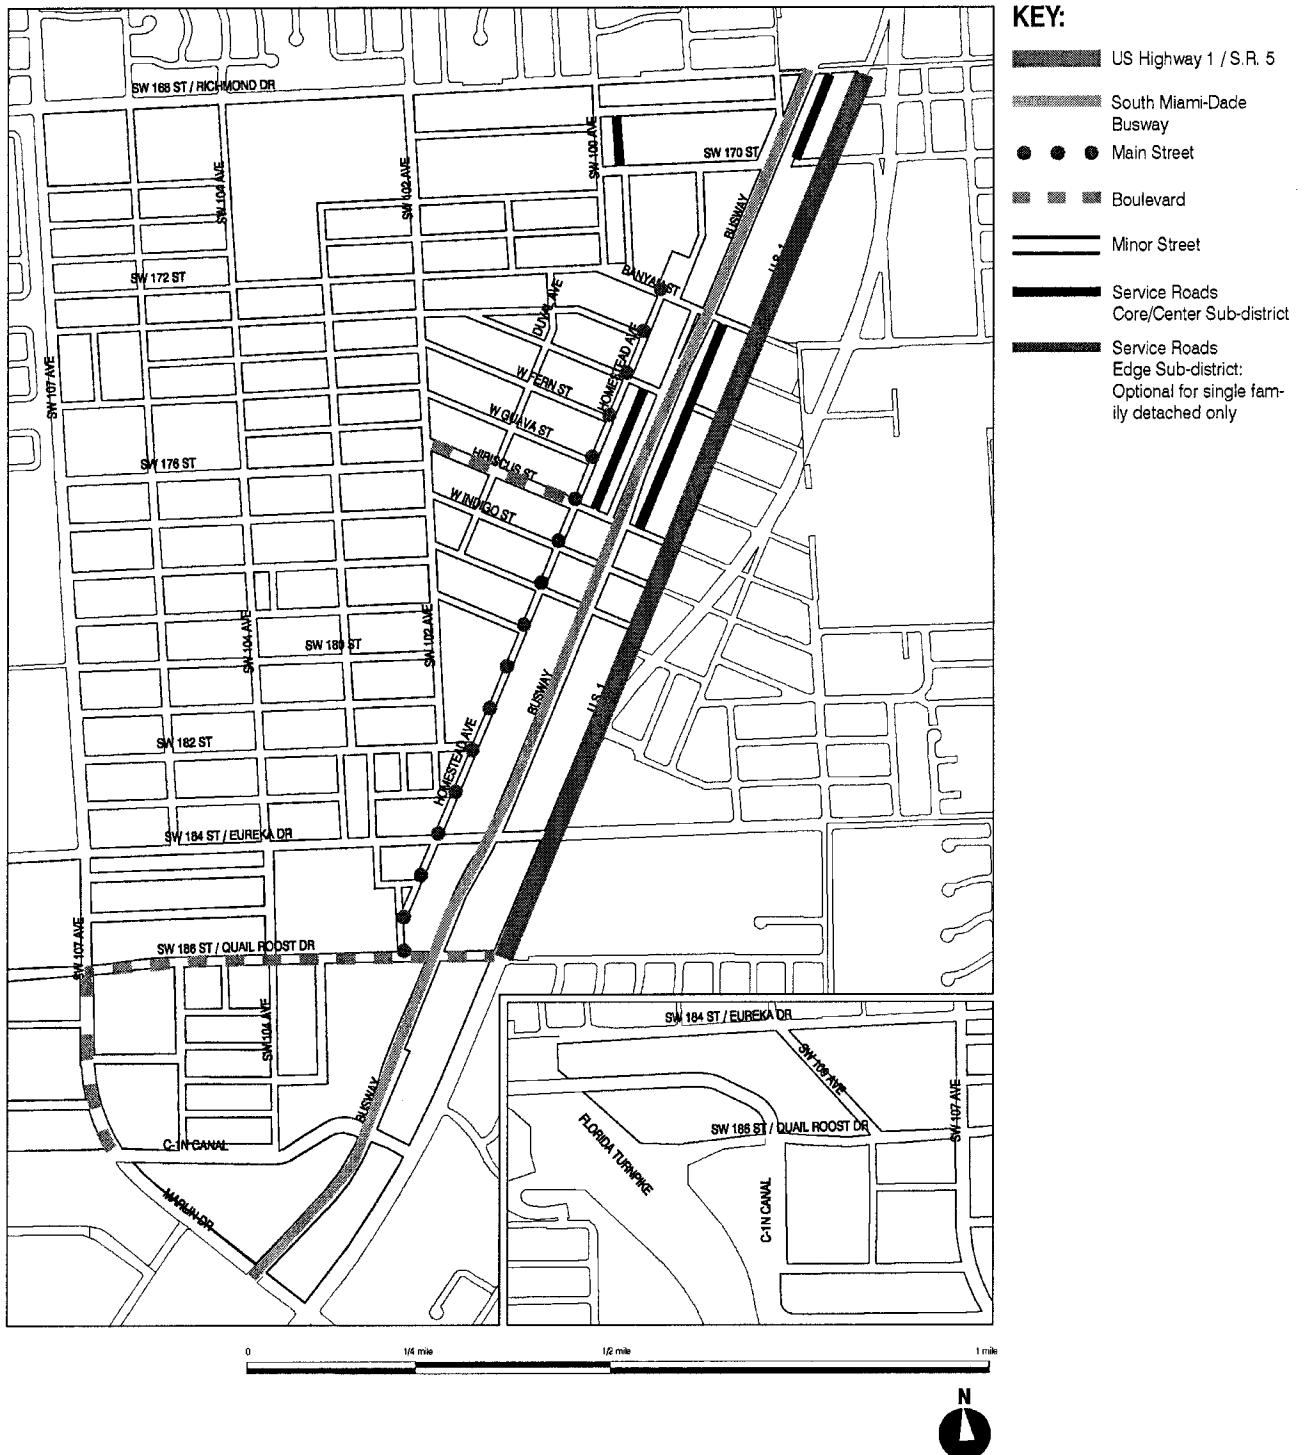 KEY:
US Highway 1 / S.R. 5
South Miami-Dade
Busway
Main Street
Boulevard
Minor Street
Service Roads
Core/Center Sub-district
Service Roads
Edge Sub-district:
Optional for single fam-
ily detached only
SW 168 ST / RICHMOND DR
SW 100 AVE
SW 170 ST
SW 104 AVE
SW 102 AVE
BUSWAY
U.S. 1
SW 172 ST
BANYAN ST
DUVAL AVE
HOMESTEAD AVE
SW 107 AVE
W FERN ST
W GUAVA ST
HIBISCUS ST
SW 176 ST
W INDIGO ST
SW 104 AVE
SW 102 AVE
SW 180 ST
BUSWAY
U.S. 1
SW 182 ST
HOMESTEAD AVE
SW 184 ST / EUREKA DR
SW 107 AVE
SW 186 ST / QUAIL ROOST DR
SW 104 AVE
BUSWAY
C-1N CANAL
MARLIN DR
SW 184 ST / EUREKA DR
SW 109 AVE
SW 107 AVE
SW 186 ST / QUAIL ROOST DR
FLORIDA TURNPIKE
C-1N CANAL
0 1/4 mile 1/2 mile 1 mile
N